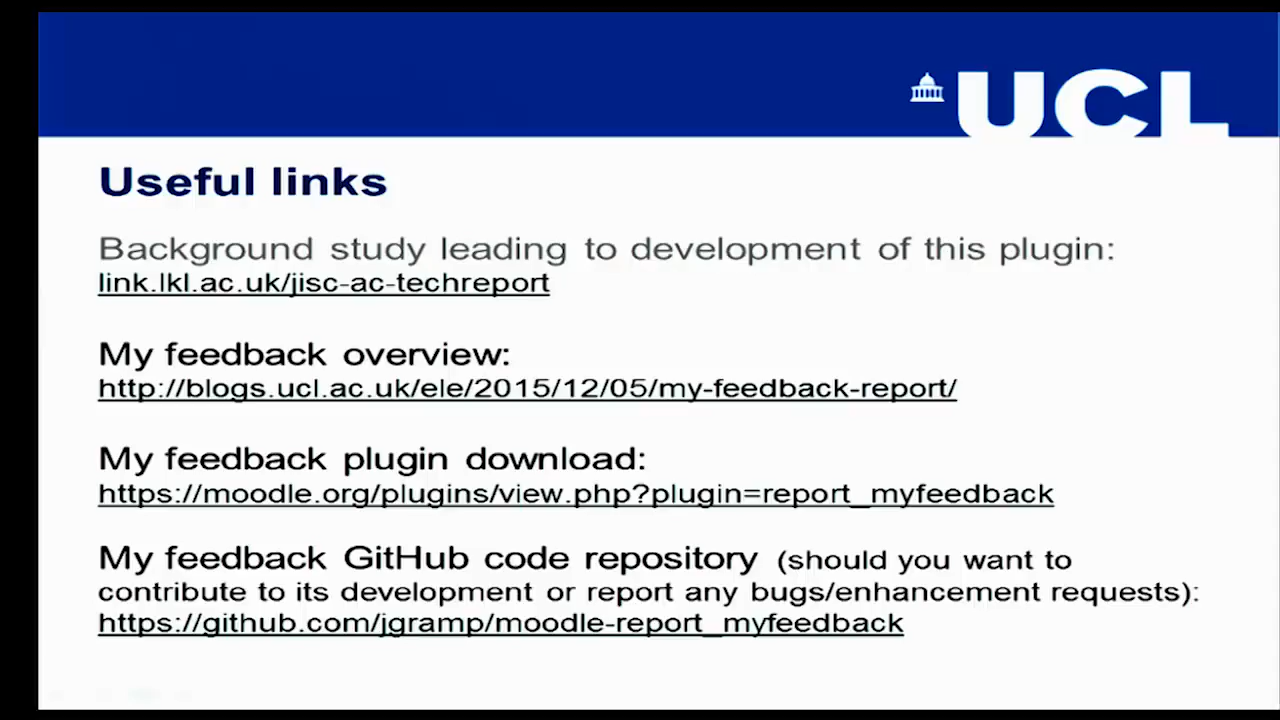 UCL
Useful links
Background study leading to development of this plugin:
link.lkl.ac.uk/jisc-ac-techreport
My feedback overview:
http://blogs.ucl.ac.uk/ele/2015/12/05/my-feedback-report/
My feedback plugin download:
https://moodle.org/plugins/view.php?plugin=report_myfeedback
My feedback GitHub code repository (should you want to
contribute to its development or report any bugs/enhancement requests):
https://github.com/jgramp/moodle-report_myfeedback